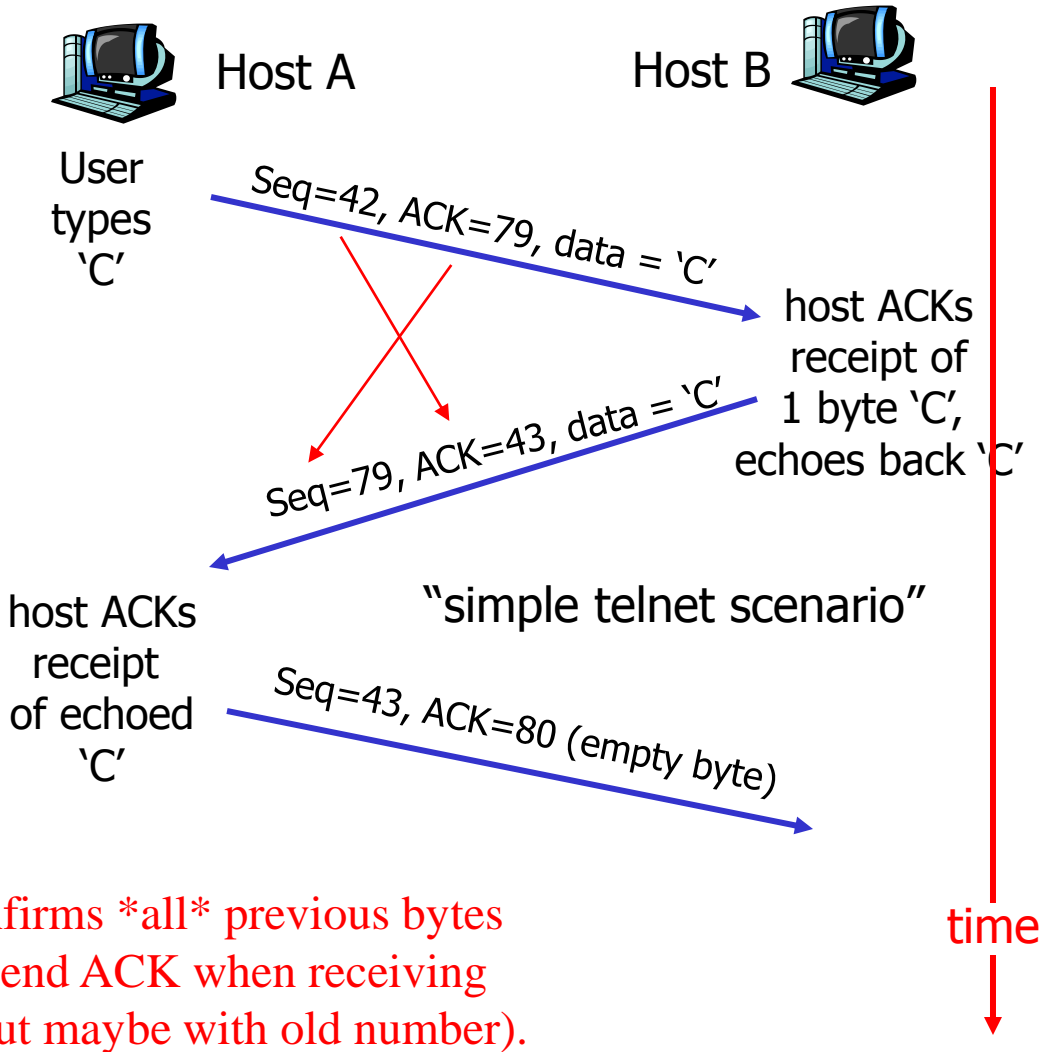 Host A
Host B
User
types
‘C’
Seq=42, ACK=79, data = ‘C’
host ACKs
receipt of
1 byte ‘C’,
echoes back ‘C’
Seq=79, ACK=43, data = ‘C’
host ACKs
receipt
of echoed
‘C’
“simple telnet scenario”
Seq=43, ACK=80 (empty byte)
time
firms *all* previous bytes
end ACK when receiving
ut maybe with old number).